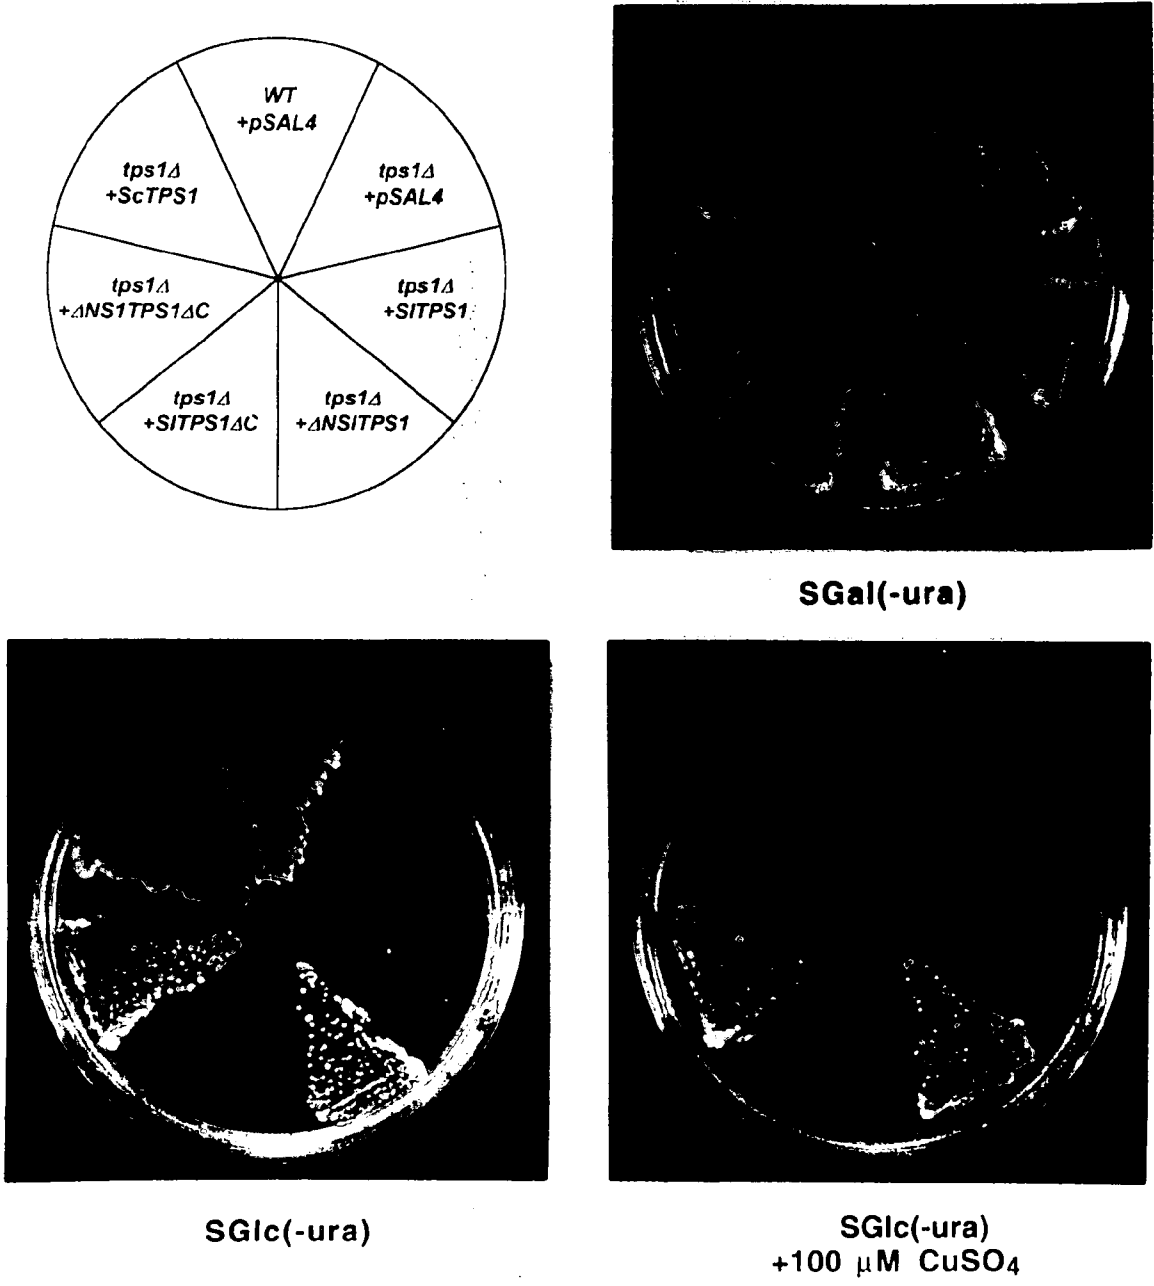 WT
+pSAL4
tps1Δ
+ScTPS1
tps1Δ
+pSAL4
tps1Δ
+ΔNS1TPS1ΔC
tps1Δ
+SlTPS1
tps1Δ
+SlTPS1ΔC
tps1Δ
+ΔNSlTPS1
SGal(-ura)
SGlc(-ura)
SGlc(-ura)
+100 μM CuSO₄